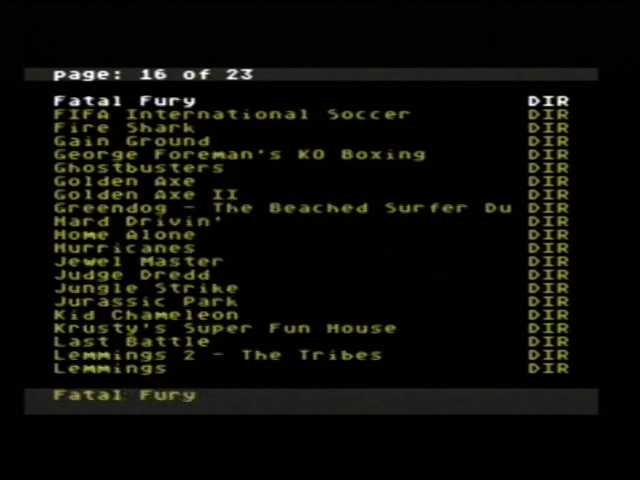 page: 16 of 23
Fatal Fury DIR
FIFA International Soccer DIR
Fire Shark DIR
Gain Ground DIR
George Foreman's KO Boxing DIR
Ghostbusters DIR
Golden Axe DIR
Golden Axe II DIR
Greendog - The Beached Surfer Du DIR
Hard Drivin' DIR
Home Alone DIR
Hurricanes DIR
Jewel Master DIR
Judge Dredd DIR
Jungle Strike DIR
Jurassic Park DIR
Kid Chameleon DIR
Krusty's Super Fun House DIR
Last Battle DIR
Lemmings 2 - The Tribes DIR
Lemmings DIR
Fatal Fury